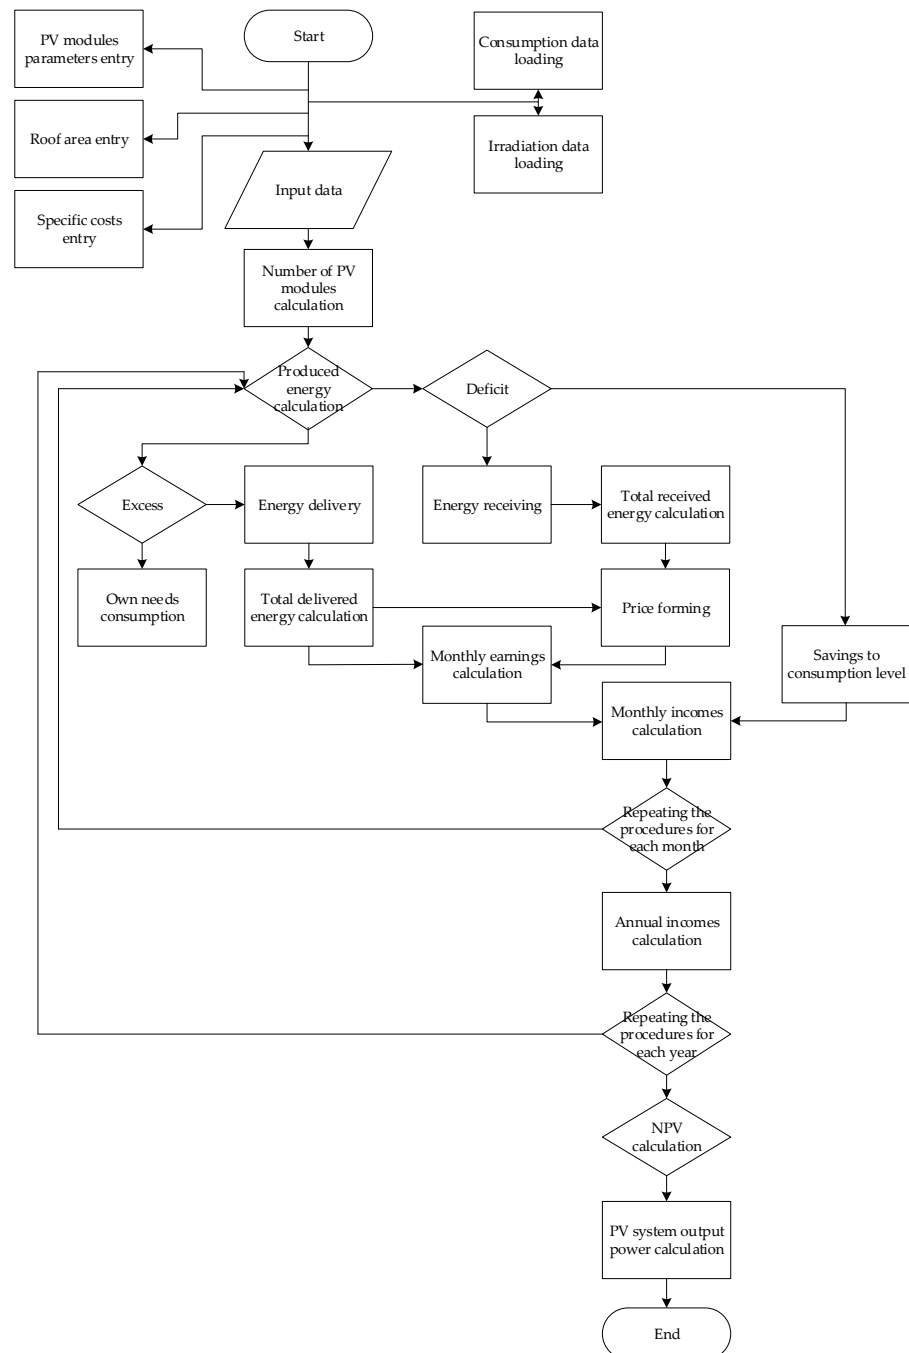 PV modules
parameters entry
Start
Consumption data
loading
Roof area entry
Irradiation data
loading
Input data
Specific costs
entry
Number of PV
modules
calculation
Produced
energy
calculation
Deficit
Excess
Energy delivery
Energy receiving
Total received
energy calculation
Own needs
consumption
Total delivered
energy calculation
Price forming
Monthly earnings
calculation
Savings to
consumption level
Monthly incomes
calculation
Repeating the
procedures for
each month
Annual incomes
calculation
Repeating the
procedures for
each year
NPV
calculation
PV system output
power calculation
End